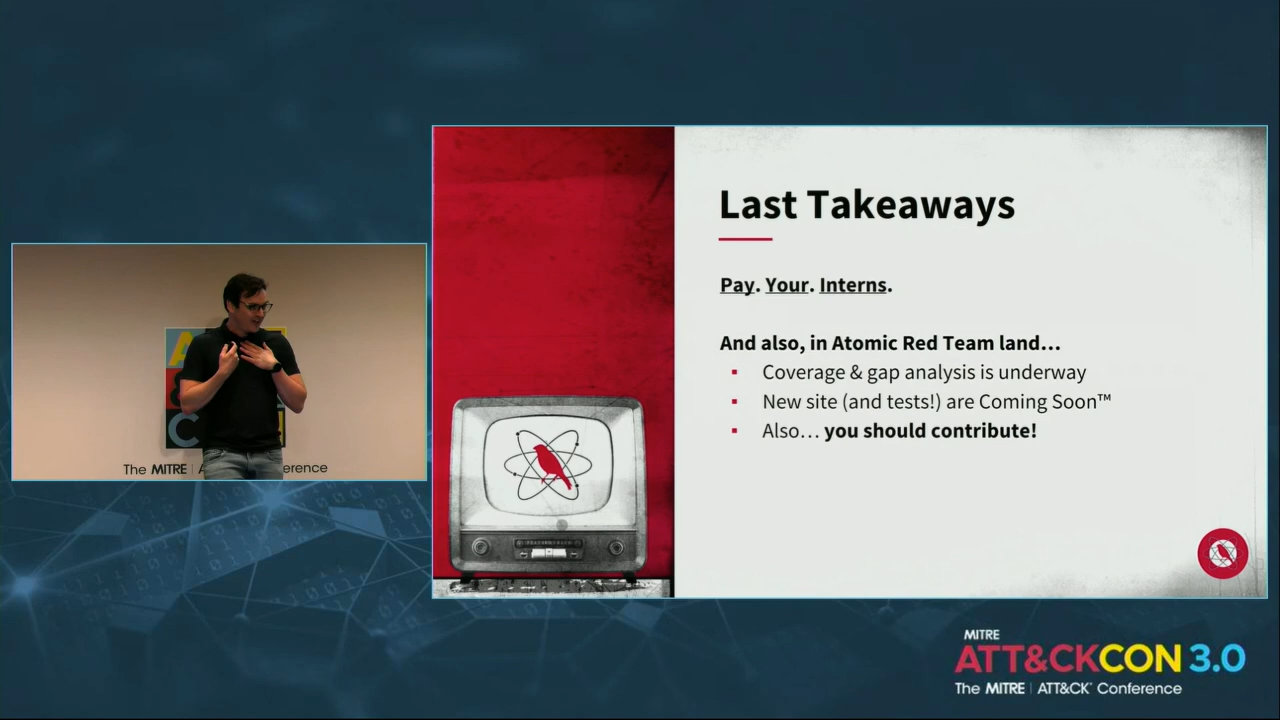 Last Takeaways
Pay. Your. Interns.
And also, in Atomic Red Team land…
▪ Coverage & gap analysis is underway
▪ New site (and tests!) are Coming Soon™
▪ Also… you should contribute!
A
C
The MITRE | A erence
MITRE
ATT&CKCON 3.0
The MITRE | ATT&CK® Conference